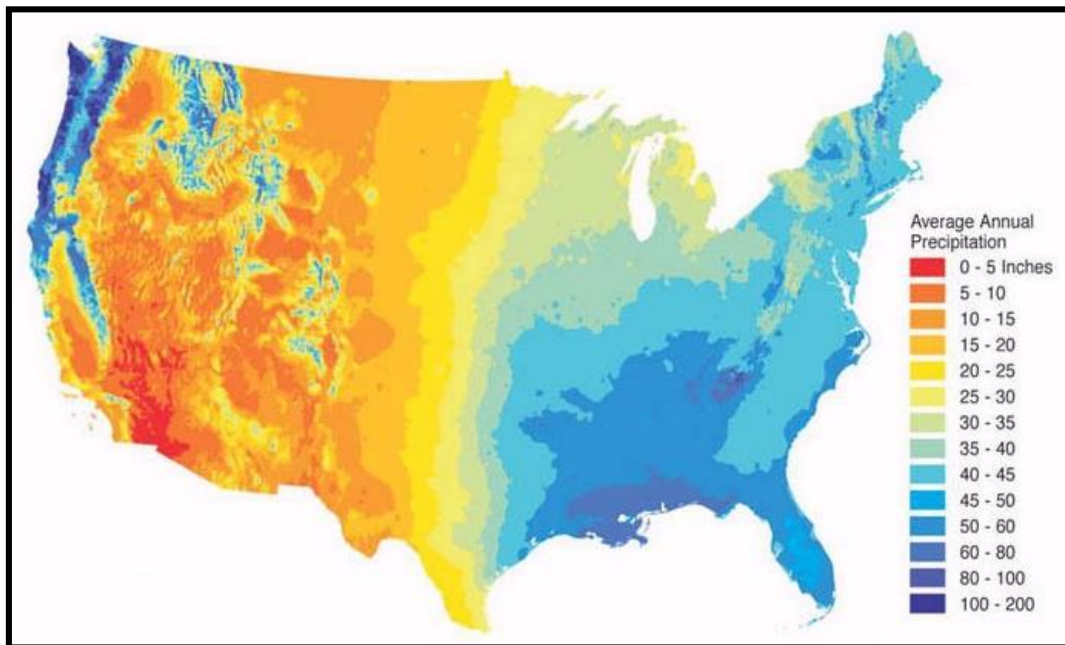 Average Annual
Precipitation
0 - 5 Inches
5 - 10
10 - 15
15 - 20
20 - 25
25 - 30
30 - 35
35 - 40
40 - 45
45 - 50
50 - 60
60 - 80
80 - 100
100 - 200